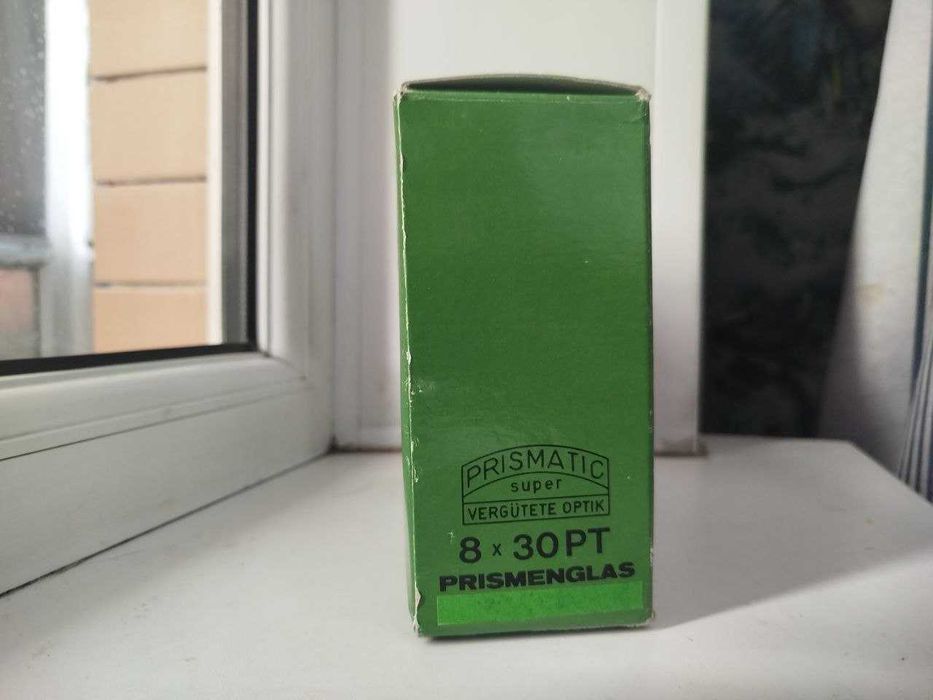 PRISMATIC
super
VERGÜTETE OPTIK
8 x 30 PT
PRISMENGLAS